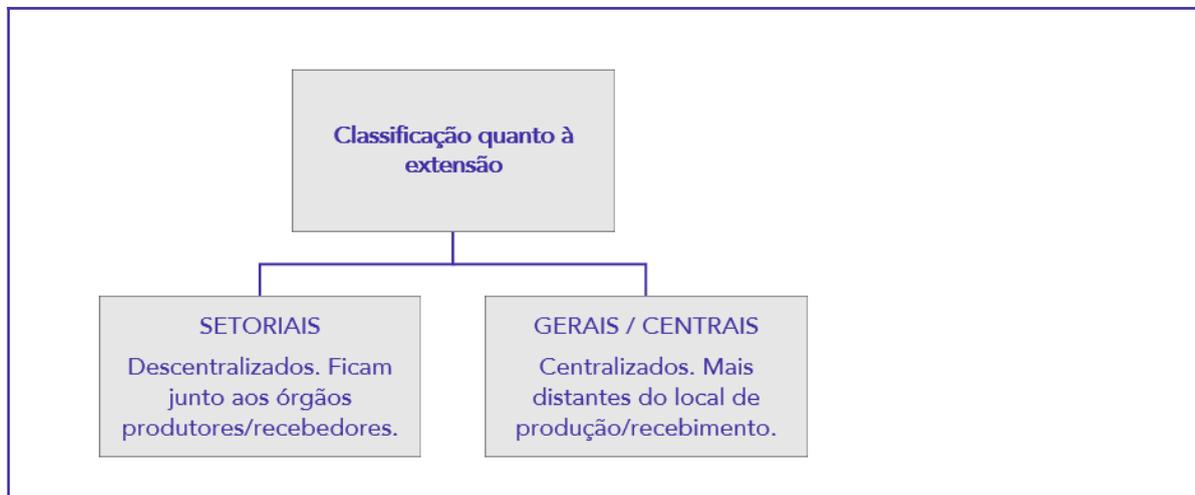 Classificação quanto à
extensão
SETORIAIS
Descentralizados. Ficam
junto aos órgãos
produtores/recebedores.
GERAIS / CENTRAIS
Centralizados. Mais
distantes do local de
produção/recebimento.